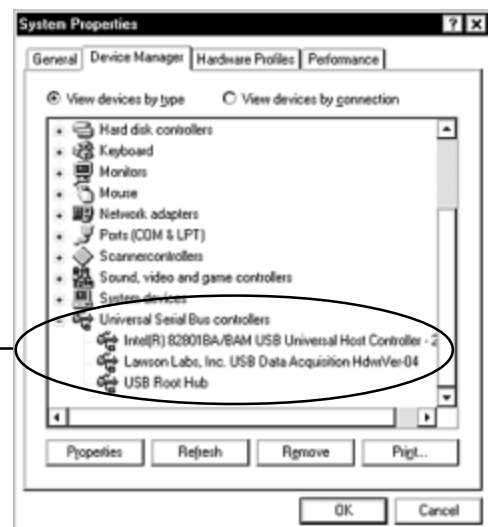 System Properties
General Device Manager Hardware Profiles Performance
View devices by type View devices by connection
Hard disk controllers
Keyboard
Monitors
Mouse
Network adapters
Ports (COM & LPT)
Scannercontrollers
Sound, video and game controllers
System devices
Universal Serial Bus controllers
Intel(R) 82801BA/BAM USB Universal Host Controller - 2
Lawson Labs, Inc. USB Data Acquisition HdwrVer-04
USB Root Hub
Properties Refresh Remove Print...
OK Cancel